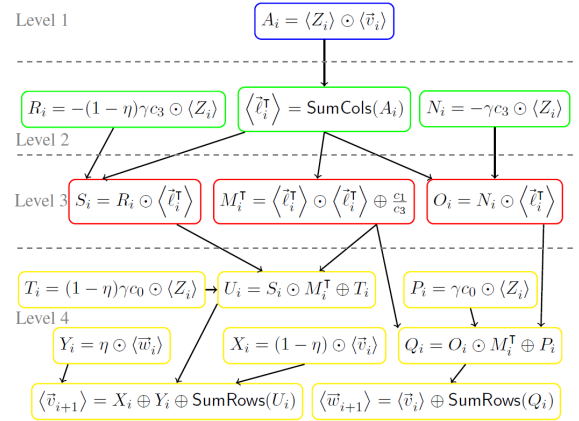 Level 1
A_i = ⟨Z_i⟩ ⊙ ⟨v⃗_i⟩
R_i = −(1 − η)γc_3 ⊙ ⟨Z_i⟩
⟨ℓ⃗_i^⊤⟩ = SumCols(A_i)
N_i = −γc_3 ⊙ ⟨Z_i⟩
Level 2
Level 3
S_i = R_i ⊙ ⟨ℓ⃗_i^⊤⟩
M_i^⊤ = ⟨ℓ⃗_i^⊤⟩ ⊙ ⟨ℓ⃗_i^⊤⟩ ⊕ c_1/c_3
O_i = N_i ⊙ ⟨ℓ⃗_i^⊤⟩
T_i = (1 − η)γc_0 ⊙ ⟨Z_i⟩
U_i = S_i ⊙ M_i^⊤ ⊕ T_i
P_i = γc_0 ⊙ ⟨Z_i⟩
Level 4
Y_i = η ⊙ ⟨w⃗_i⟩
X_i = (1 − η) ⊙ ⟨v⃗_i⟩
Q_i = O_i ⊙ M_i^⊤ ⊕ P_i
⟨v⃗_{i+1}⟩ = X_i ⊕ Y_i ⊕ SumRows(U_i)
⟨w⃗_{i+1}⟩ = ⟨v⃗_i⟩ ⊕ SumRows(Q_i)